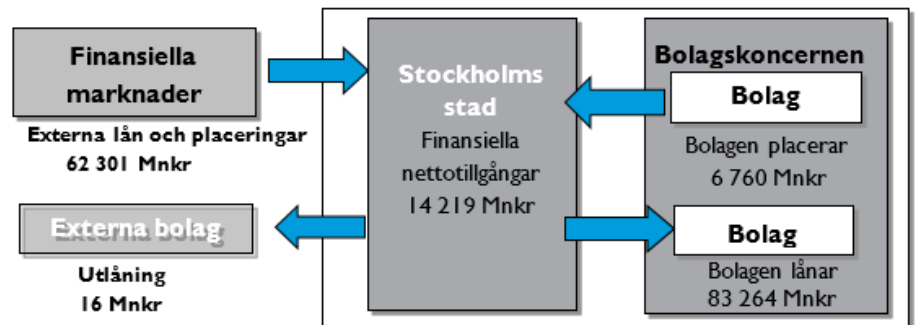 Finansiella
marknader
Externa lån och placeringar
62 301 Mnkr
Externa bolag
Utlåning
16 Mnkr
Stockholms
stad
Finansiella
nettotillgångar
14 219 Mnkr
Bolagskoncernen
Bolag
Bolagen placerar
6 760 Mnkr
Bolag
Bolagen lånar
83 264 Mnkr